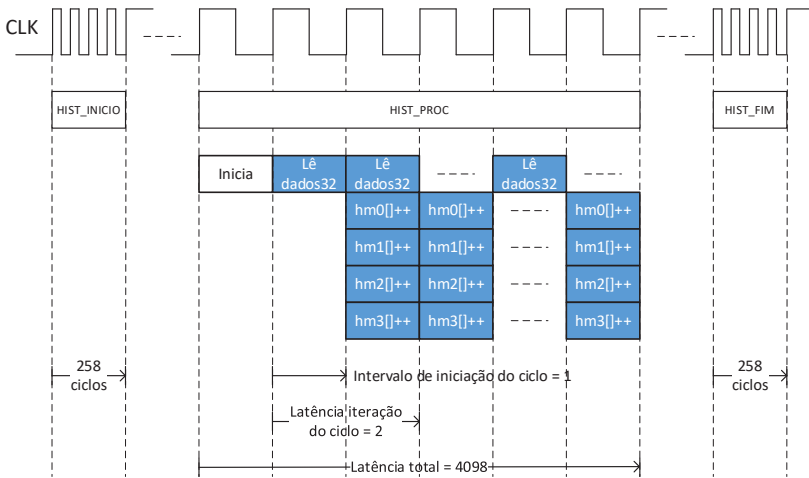 CLK
HIST_INICIO
HIST_PROC
HIST_FIM
Inicia
Lê
dados32
Lê
dados32
Lê
dados32
hm0[]++
hm0[]++
hm0[]++
hm1[]++
hm1[]++
hm1[]++
hm2[]++
hm2[]++
hm2[]++
hm3[]++
hm3[]++
hm3[]++
258
ciclos
Intervalo de iniciação do ciclo = 1
258
ciclos
Latência iteração
do ciclo = 2
Latência total = 4098